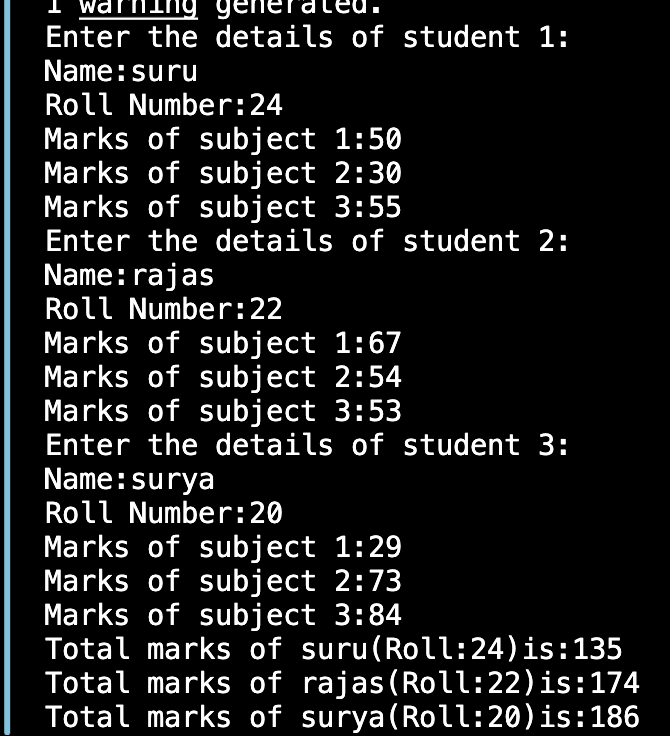 1 warning generated.
Enter the details of student 1:
Name:suru
Roll Number:24
Marks of subject 1:50
Marks of subject 2:30
Marks of subject 3:55
Enter the details of student 2:
Name:rajas
Roll Number:22
Marks of subject 1:67
Marks of subject 2:54
Marks of subject 3:53
Enter the details of student 3:
Name:surya
Roll Number:20
Marks of subject 1:29
Marks of subject 2:73
Marks of subject 3:84
Total marks of suru(Roll:24)is:135
Total marks of rajas(Roll:22)is:174
Total marks of surya(Roll:20)is:186